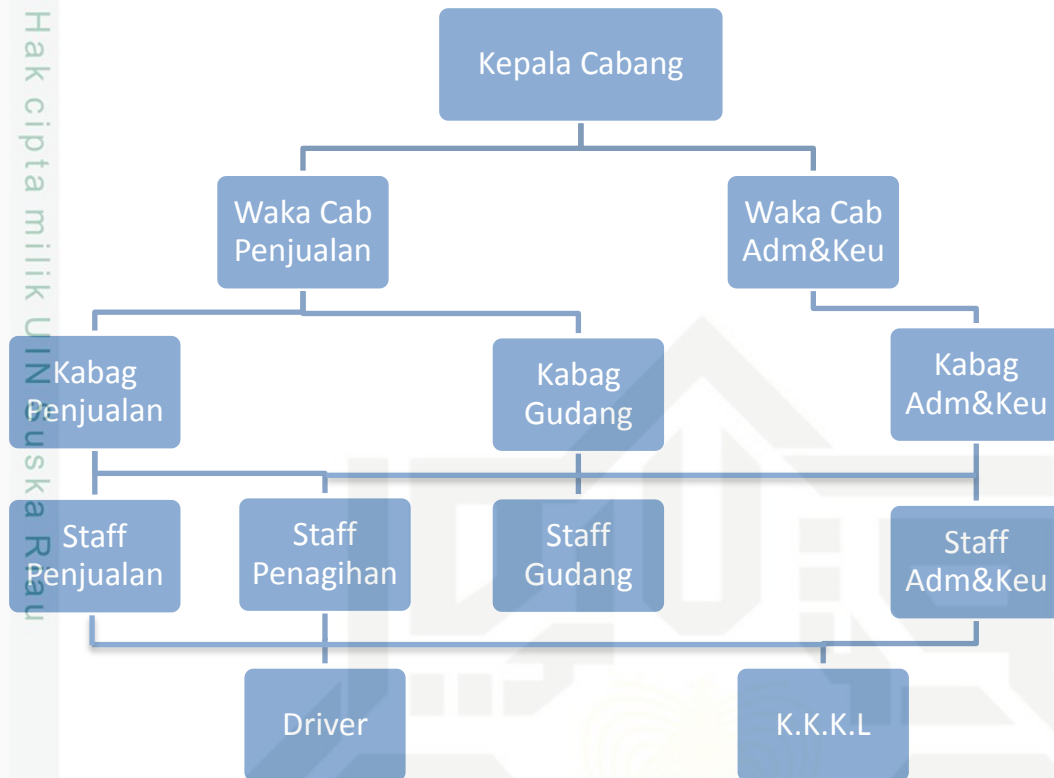 Hak cipta milik UIN Suska Riau
Kepala Cabang
Waka Cab
Penjualan
Waka Cab
Adm&Keu
Kabag
Penjualan
Kabag
Gudang
Kabag
Adm&Keu
Staff
Penjualan
Staff
Penagihan
Staff
Gudang
Staff
Adm&Keu
Driver
K.K.K.L